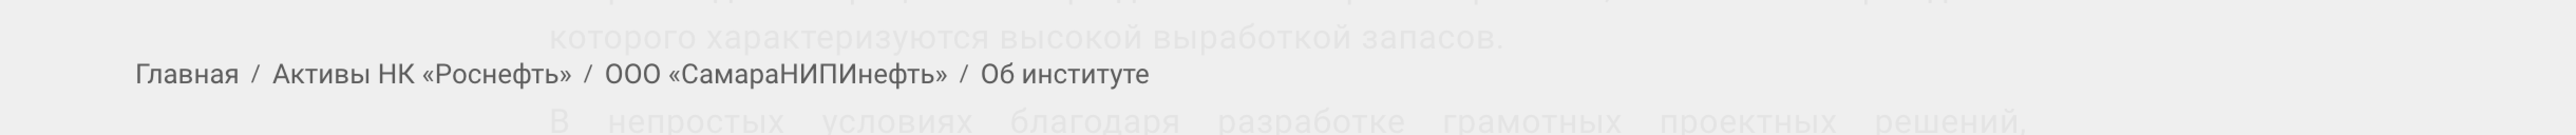 которого характеризуются высокой выработкой запасов.
Главная / Активы НК «Роснефть» / ООО «СамараНИПИнефть» / Об институте
В непростых условиях благодаря разработке грамотных проектных решений,